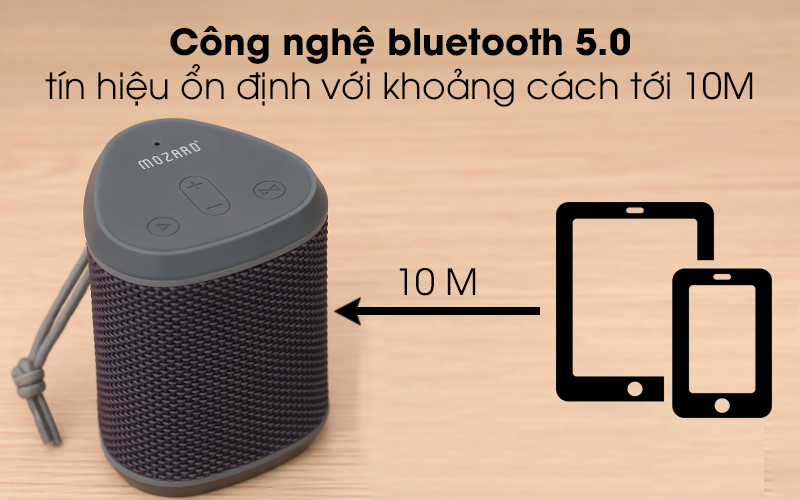 Công nghệ bluetooth 5.0
tín hiệu ổn định với khoảng cách tới 10M
MOZARD
10 M